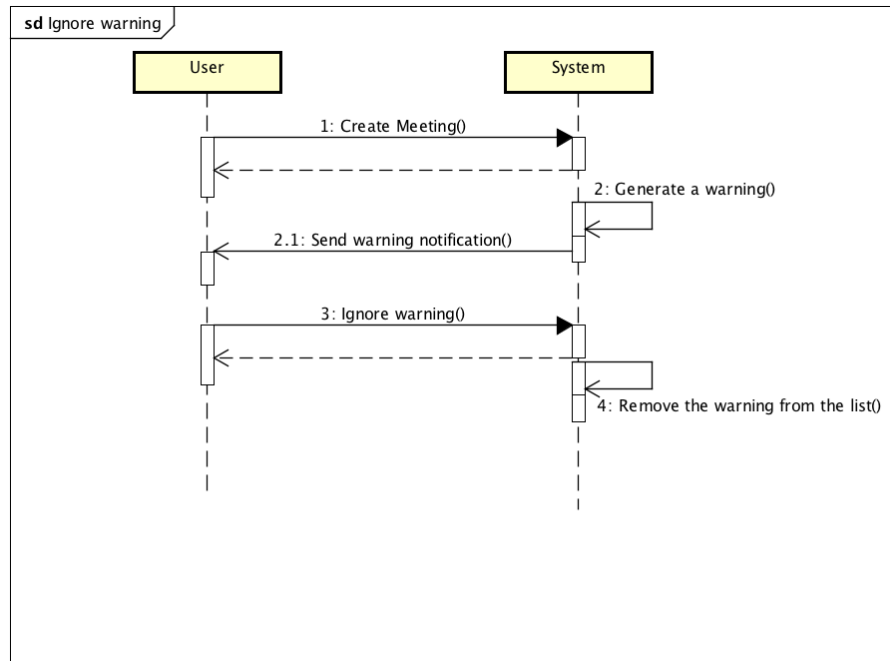 sd Ignore warning
User
System
1: Create Meeting()
2: Generate a warning()
2.1: Send warning notification()
3: Ignore warning()
4: Remove the warning from the list()